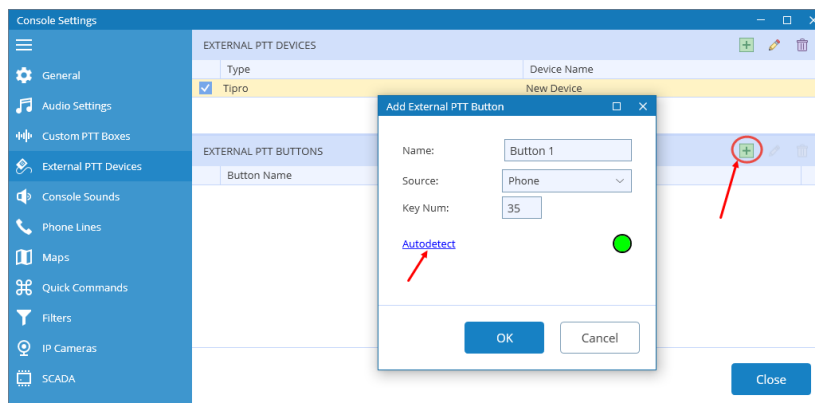 Console Settings
General
Audio Settings
Custom PTT Boxes
External PTT Devices
Console Sounds
Phone Lines
Maps
Quick Commands
Filters
IP Cameras
SCADA
EXTERNAL PTT DEVICES
Type Device Name
Tipro New Device
EXTERNAL PTT BUTTONS
Button Name
Add External PTT Button
Name: Button 1
Source: Phone
Key Num: 35
Autodetect
OK Cancel
Close